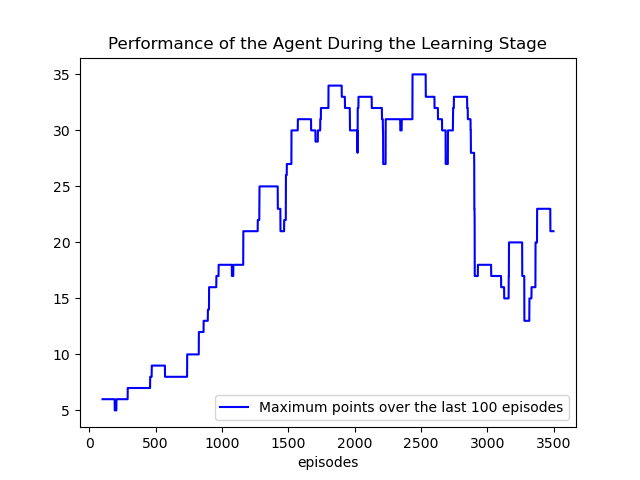 Performance of the Agent During the Learning Stage
35
30
25
20
15
10
5
Maximum points over the last 100 episodes
0 500 1000 1500 2000 2500 3000 3500
episodes